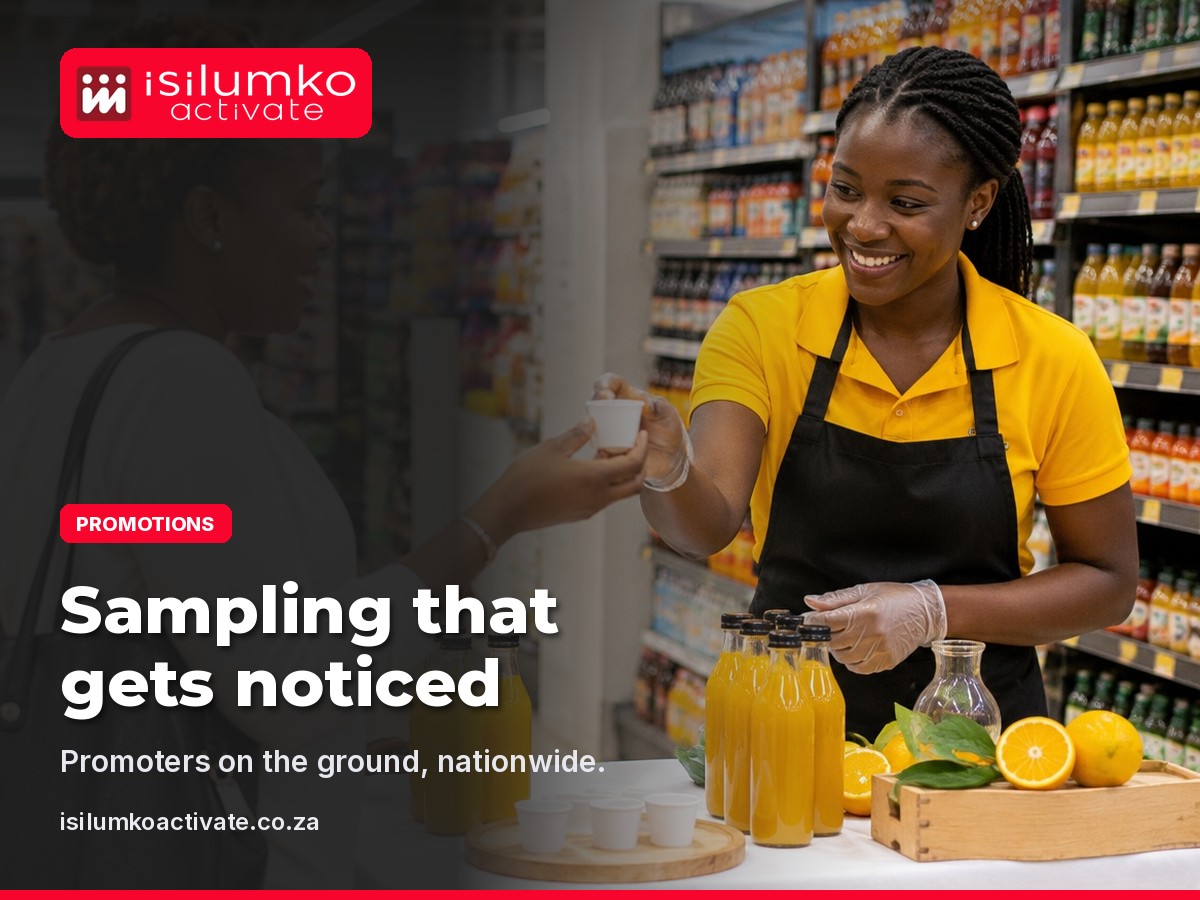 isilumko
activate
PROMOTIONS
Sampling that
gets noticed
Promoters on the ground, nationwide.
isilumkoactivate.co.za